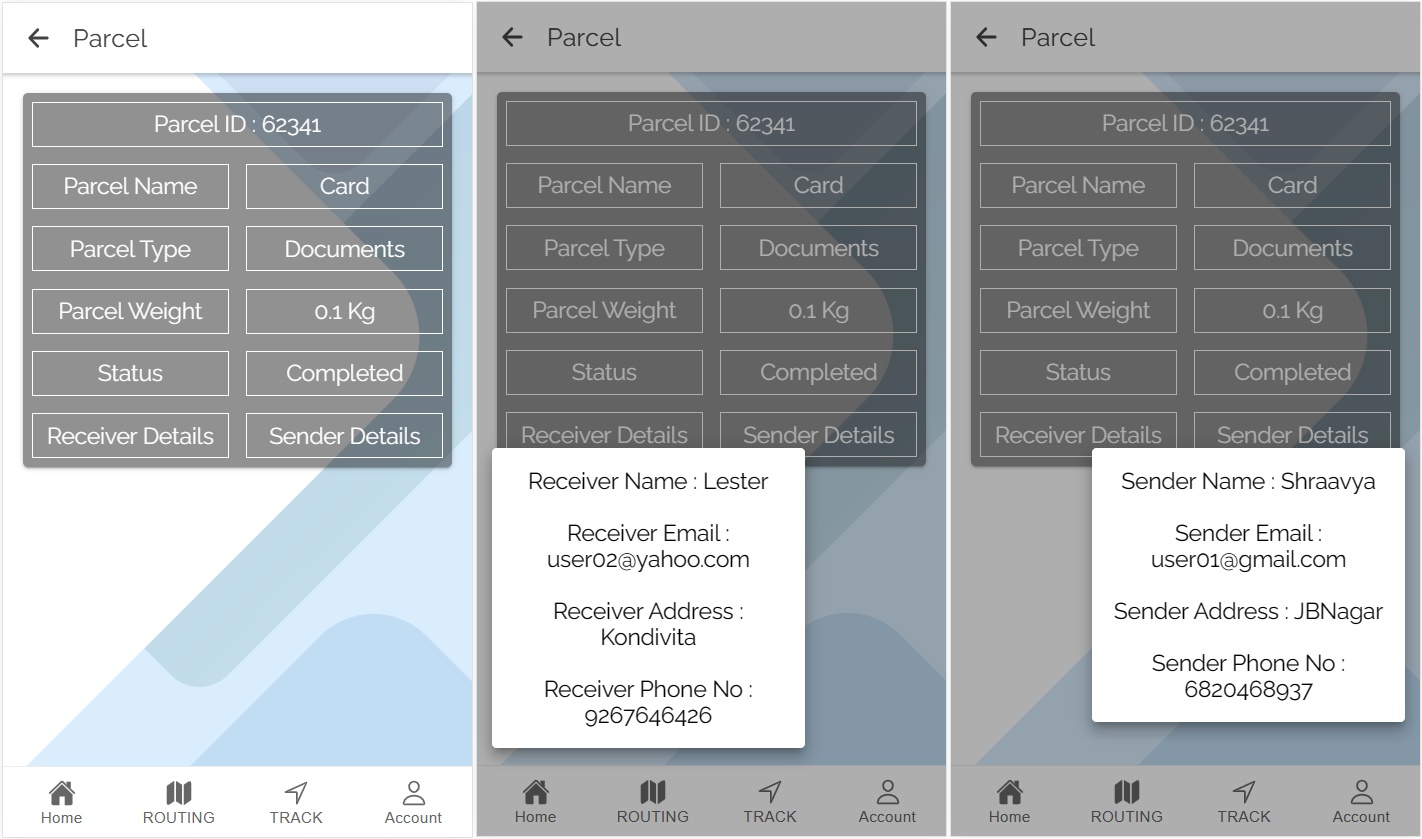 Parcel
Parcel ID : 62341
Parcel Name
Card
Parcel Type
Documents
Parcel Weight
0.1 Kg
Status
Completed
Receiver Details
Sender Details
Home
ROUTING
TRACK
Account
Parcel
Parcel ID : 62341
Parcel Name
Card
Parcel Type
Documents
Parcel Weight
0.1 Kg
Status
Completed
Receiver Details
Sender Details
Receiver Name : Lester
Receiver Email :
user02@yahoo.com
Receiver Address :
Kondivita
Receiver Phone No :
9267646426
Home
ROUTING
TRACK
Account
Parcel
Parcel ID : 62341
Parcel Name
Card
Parcel Type
Documents
Parcel Weight
0.1 Kg
Status
Completed
Receiver Details
Sender Details
Sender Name : Shraavya
Sender Email :
user01@gmail.com
Sender Address : JBNagar
Sender Phone No :
6820468937
Home
ROUTING
TRACK
Account